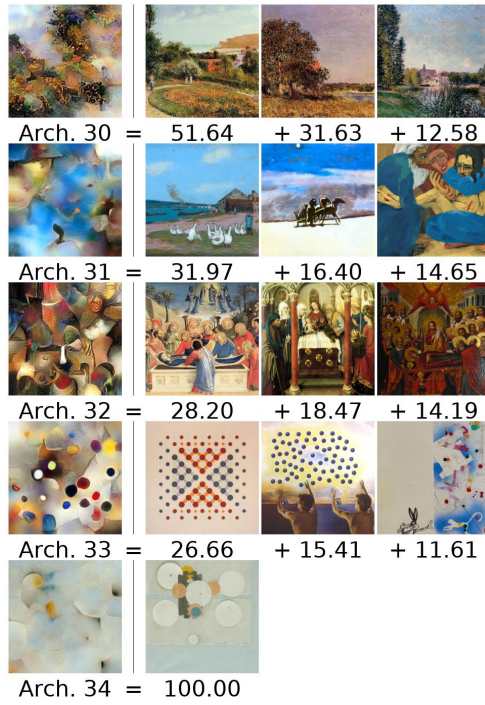 Arch. 30 = 51.64 + 31.63 + 12.58
Arch. 31 = 31.97 + 16.40 + 14.65
Arch. 32 = 28.20 + 18.47 + 14.19
Arch. 33 = 26.66 + 15.41 + 11.61
Arch. 34 = 100.00